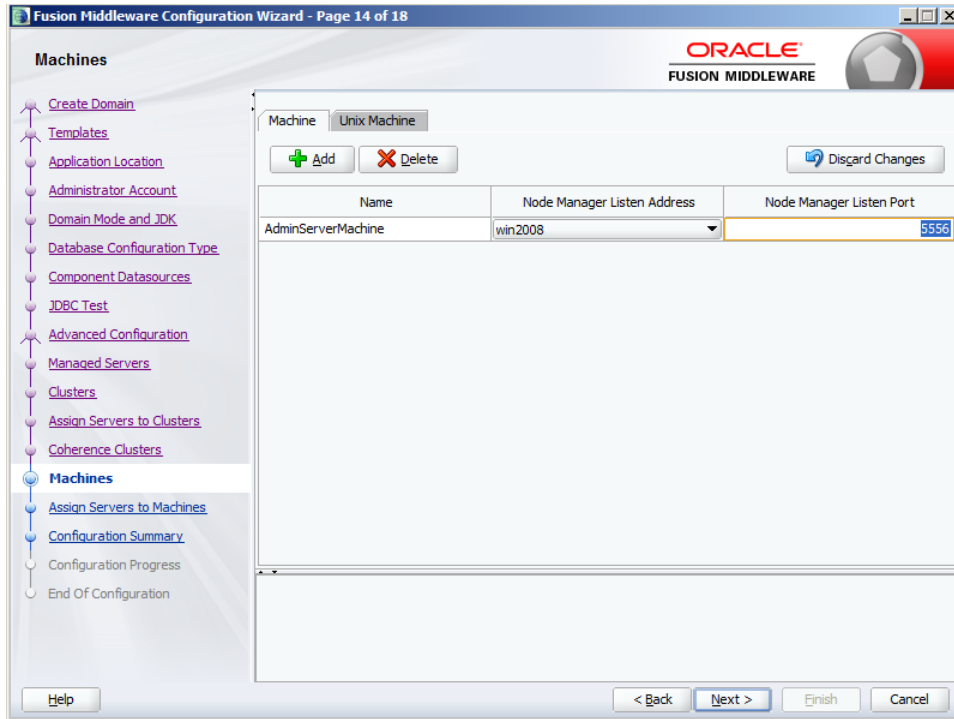 Fusion Middleware Configuration Wizard - Page 14 of 18
Machines
ORACLE
FUSION MIDDLEWARE
Create Domain
Templates
Application Location
Administrator Account
Domain Mode and JDK
Database Configuration Type
Component Datasources
JDBC Test
Advanced Configuration
Managed Servers
Clusters
Assign Servers to Clusters
Coherence Clusters
Machines
Assign Servers to Machines
Configuration Summary
Configuration Progress
End Of Configuration
Machine Unix Machine
Add Delete Discard Changes
Name Node Manager Listen Address Node Manager Listen Port
AdminServerMachine win2008 5556
Help < Back Next > Finish Cancel